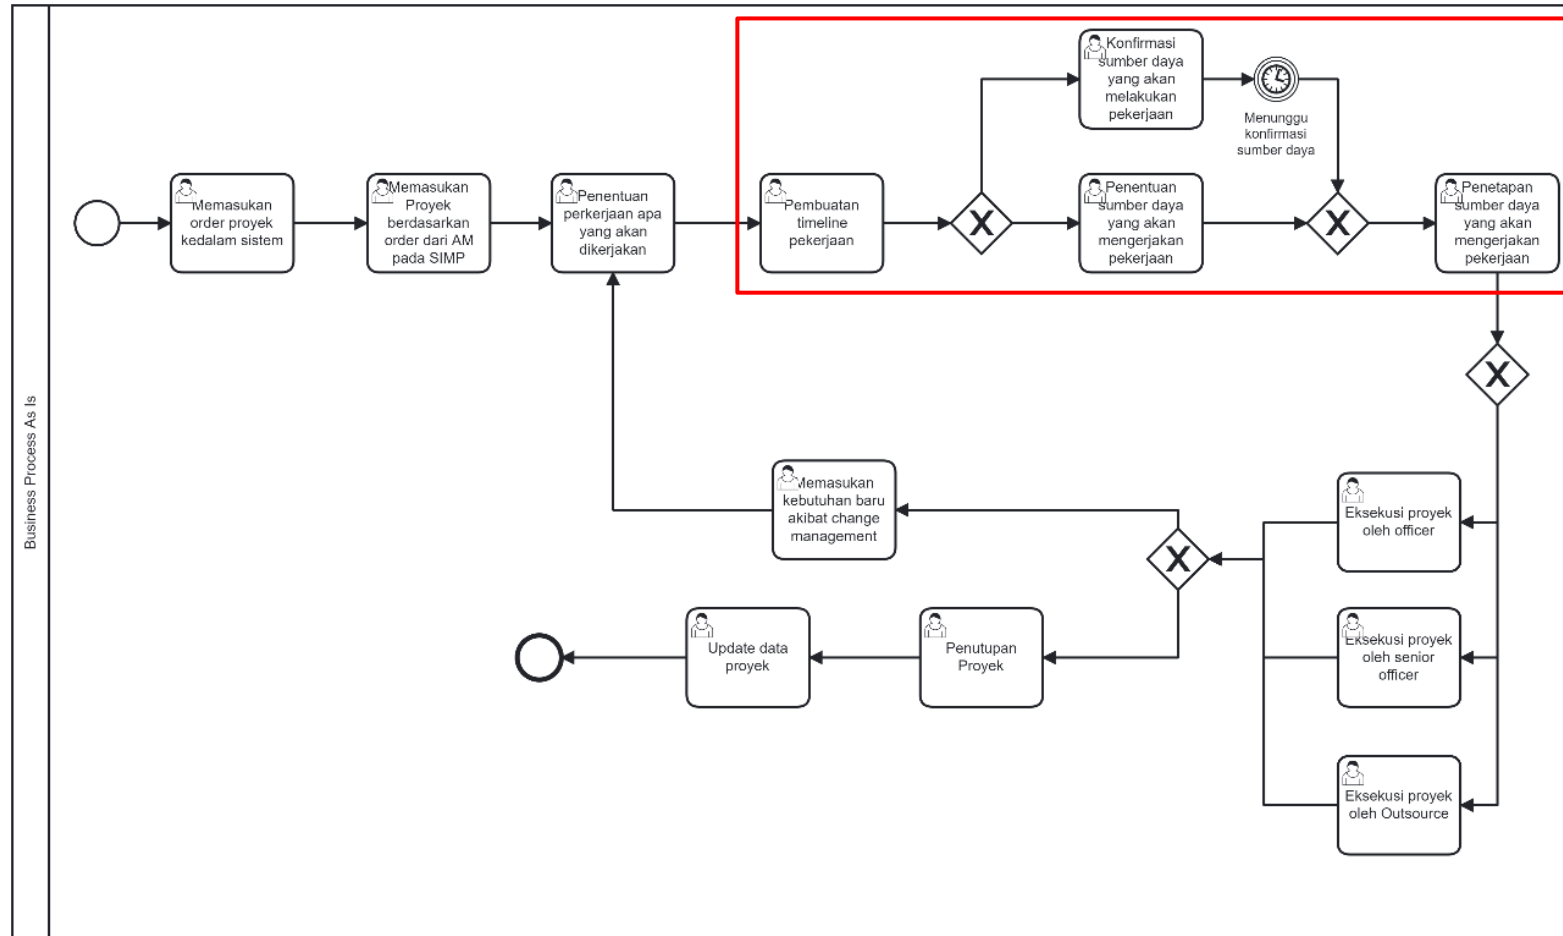 Business Process As Is
Memasukan
order proyek
kedalam sistem
Memasukan
Proyek
berdasarkan
order dari AM
pada SIMP
Penentuan
perkerjaan apa
yang akan
dikerjakan
Pembuatan
timeline
pekerjaan
Konfirmasi
sumber daya
yang akan
melakukan
pekerjaan
Menunggu
konfirmasi
sumber daya
Penentuan
sumber daya
yang akan
mengerjakan
pekerjaan
Penetapan
sumber daya
yang akan
mengerjakan
pekerjaan
Eksekusi proyek
oleh officer
Eksekusi proyek
oleh senior
officer
Eksekusi proyek
oleh Outsource
Memasukan
kebutuhan baru
akibat change
management
Penutupan
Proyek
Update data
proyek